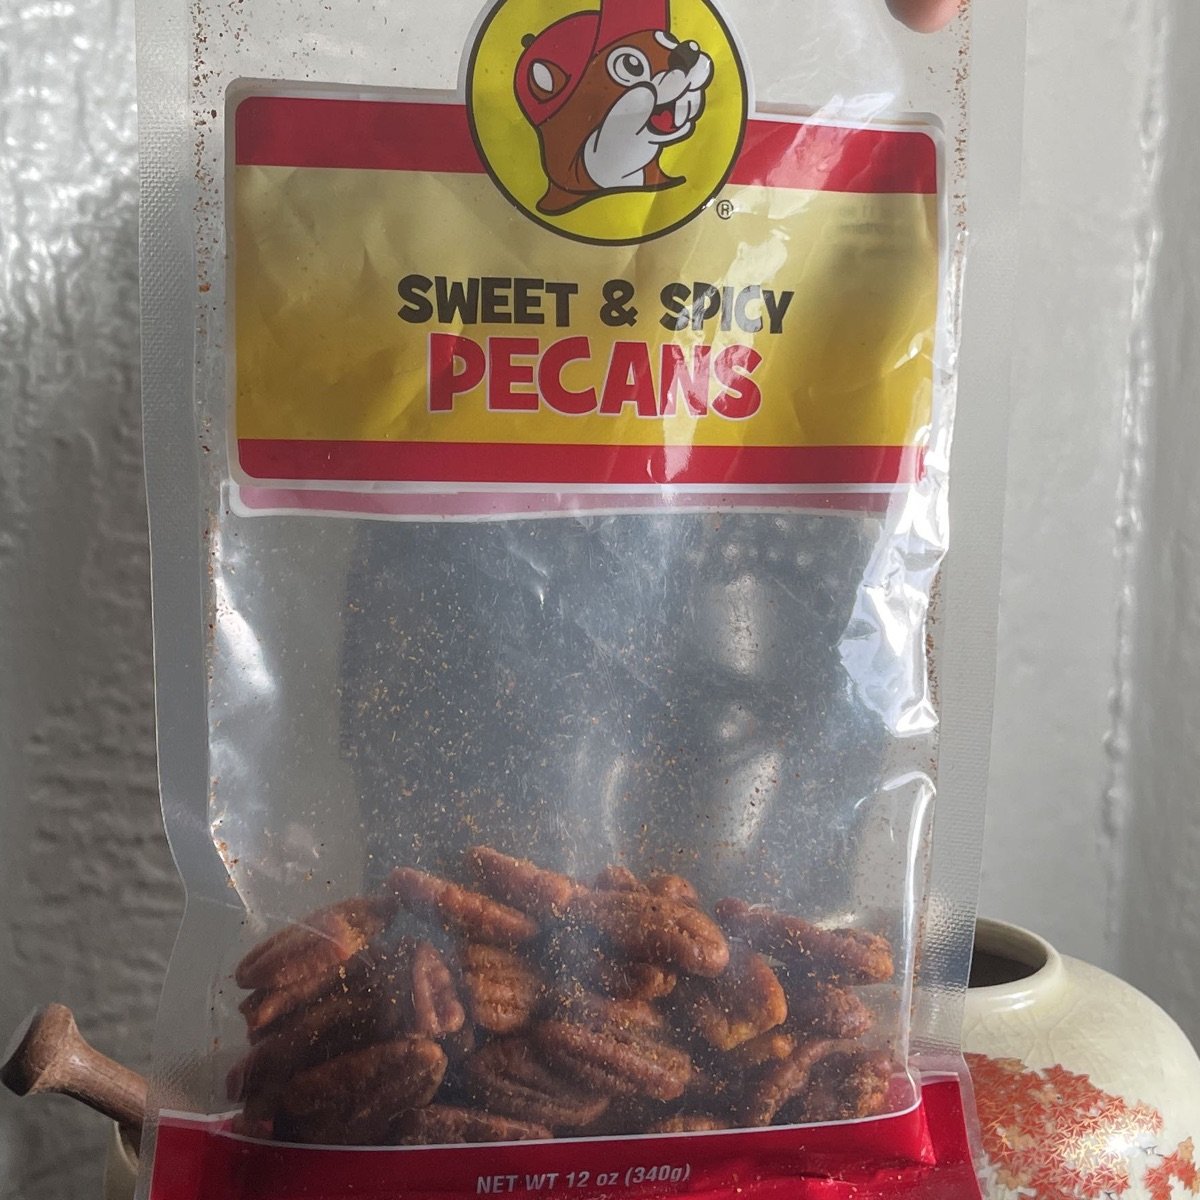 ®
SWEET & SPICY
PECANS
NET WT 12 oz (340g)